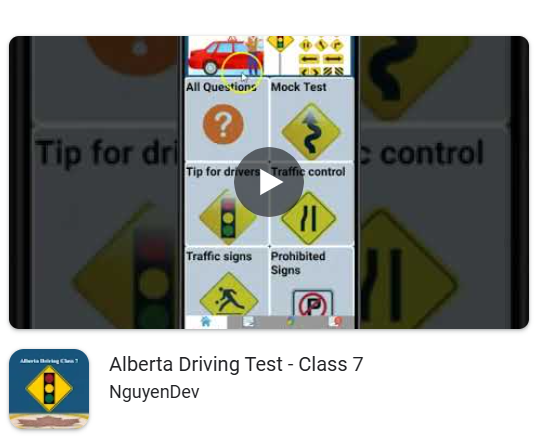 All Questions
Mock Test
Tip for drivers
Traffic control
Traffic signs
Prohibited
Signs
Tip for dri
c control
Alberta Driving Class 7
Alberta Driving Test - Class 7
NguyenDev